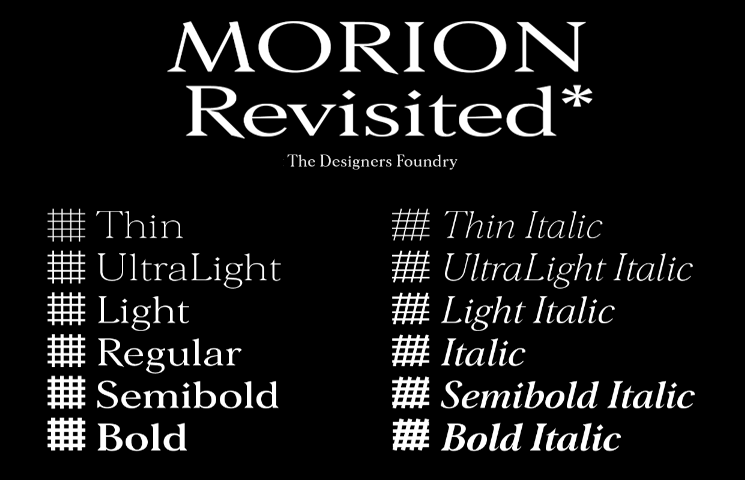 MORION
Revisited*
The Designers Foundry
Thin
UltraLight
Light
Regular
Semibold
Bold
Thin Italic
UltraLight Italic
Light Italic
Italic
Semibold Italic
Bold Italic